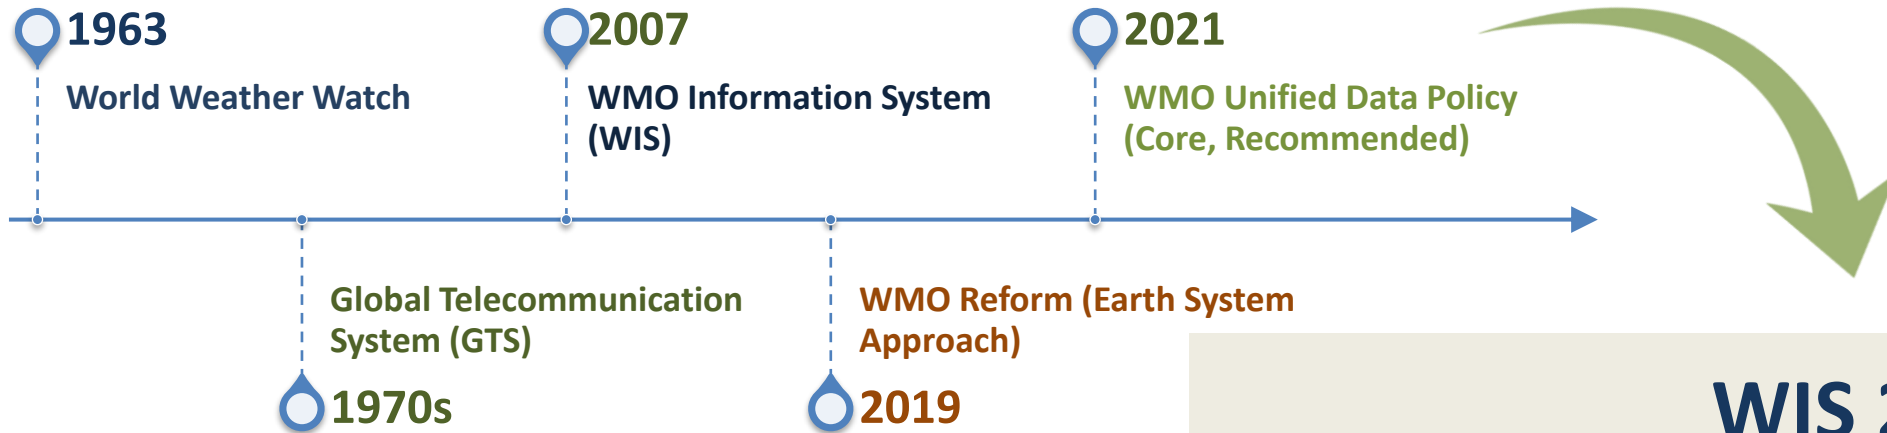 1963
World Weather Watch
2007
WMO Information System
(WIS)
2021
WMO Unified Data Policy
(Core, Recommended)
Global Telecommunication
System (GTS)
1970s
WMO Reform (Earth System
Approach)
2019
WIS 2